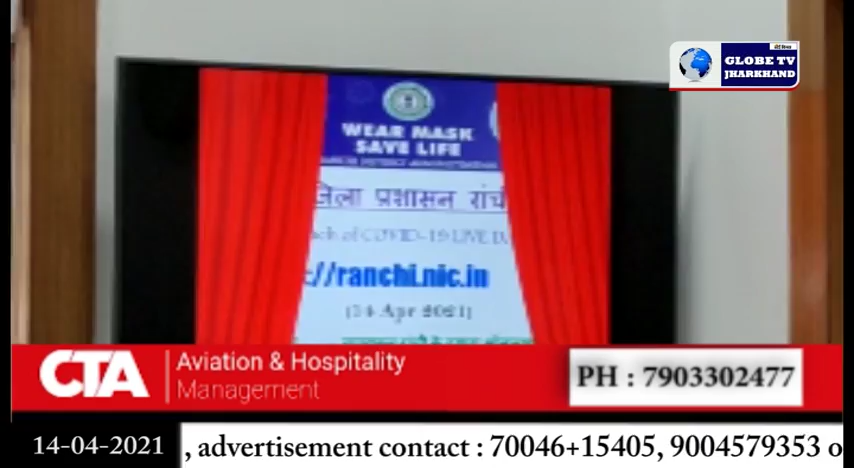 GLOBE TV
JHARKHAND
WEAR MASK
SAVE LIFE
जिला प्रशासन रांची
of COVID-19 LIVE
://ranchi.nic.in
(14 Apr 2021)
CTA
Aviation & Hospitality
Management
PH : 7903302477
14-04-2021
, advertisement contact : 70046+15405, 9004579353 o